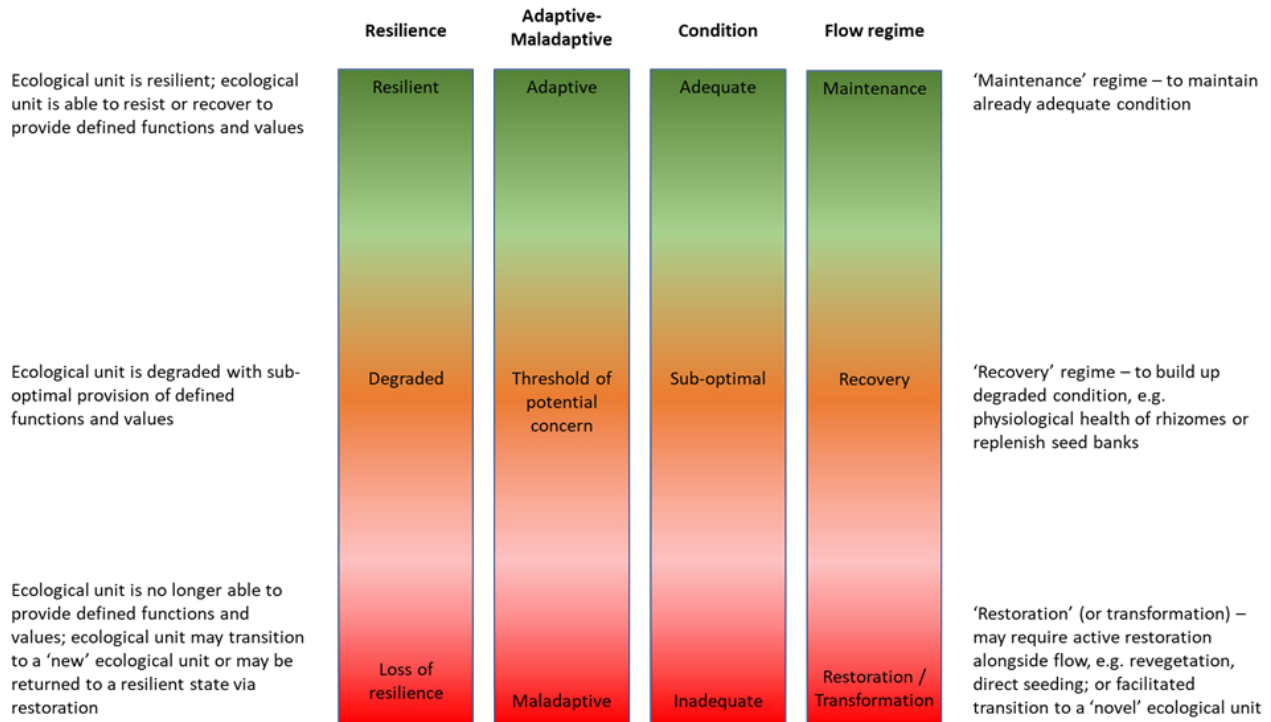 Resilience
Adaptive-
Maladaptive
Condition
Flow regime
Ecological unit is resilient; ecological
unit is able to resist or recover to
provide defined functions and values
Resilient
Adaptive
Adequate
Maintenance
‘Maintenance’ regime – to maintain
already adequate condition
Ecological unit is degraded with sub-
optimal provision of defined
functions and values
Degraded
Threshold of
potential
concern
Sub-optimal
Recovery
‘Recovery’ regime – to build up
degraded condition, e.g.
physiological health of rhizomes or
replenish seed banks
Ecological unit is no longer able to
provide defined functions and
values; ecological unit may transition
to a ‘new’ ecological unit or may be
returned to a resilient state via
restoration
Loss of
resilience
Maladaptive
Inadequate
Restoration /
Transformation
‘Restoration’ (or transformation) –
may require active restoration
alongside flow, e.g. revegetation,
direct seeding; or facilitated
transition to a ‘novel’ ecological unit